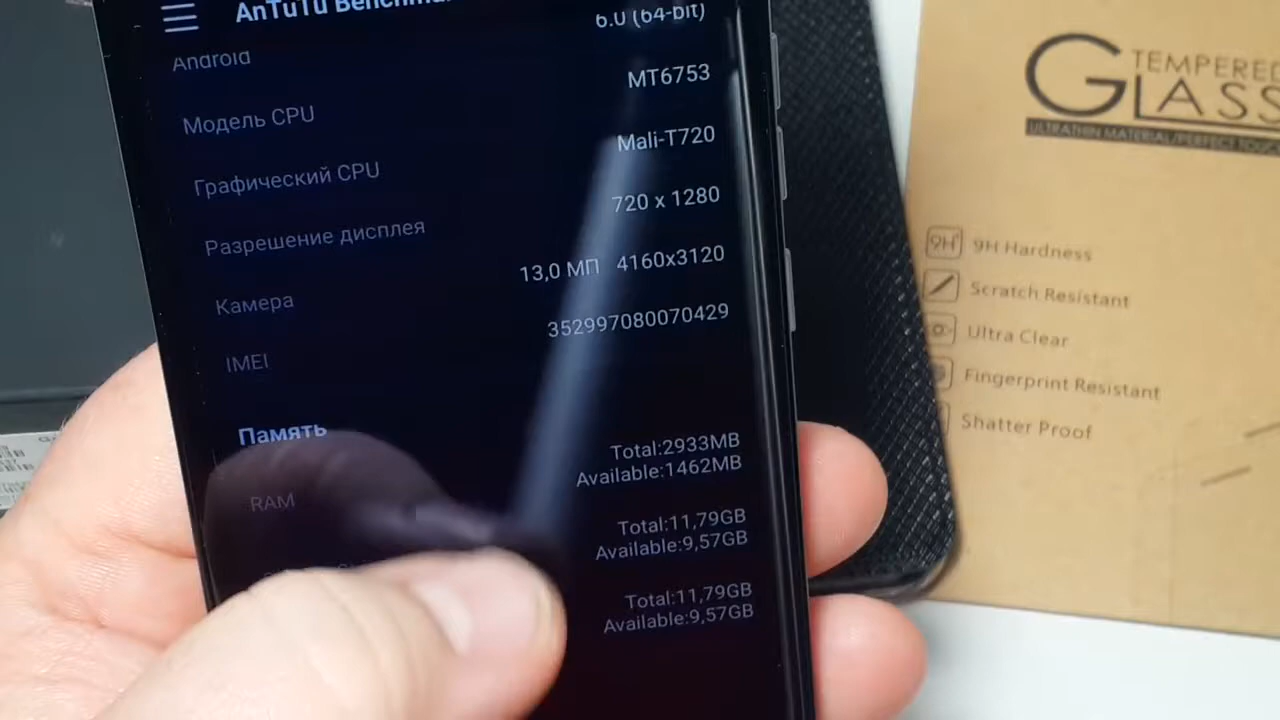 AnTuTu
6.0 (64-bit)
Android
MT6753
Модель CPU
Mali-T720
Графический CPU
720 x 1280
Разрешение дисплея
13,0 МП 4160x3120
Камера
352997080070429
IMEI
Память
Total:2933MB
Available:1462MB
RAM
Total:11,79GB
Available:9,57GB
Total:11,79GB
Available:9,57GB
TEMPERED
GLASS
ULTRATHIN MATERIAL/PERFECT
9H 9H Hardness
Scratch Resistant
Ultra Clear
Fingerprint Resistant
Shatter Proof